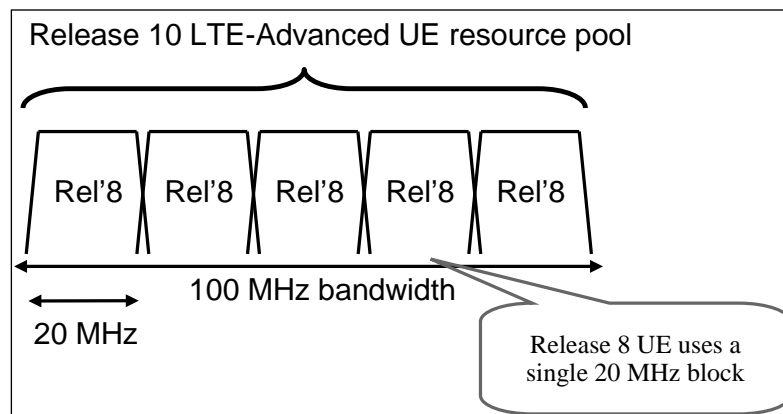 Release 10 LTE-Advanced UE resource pool
Rel’8 Rel’8 Rel’8 Rel’8 Rel’8
100 MHz bandwidth
20 MHz
Release 8 UE uses a
single 20 MHz block